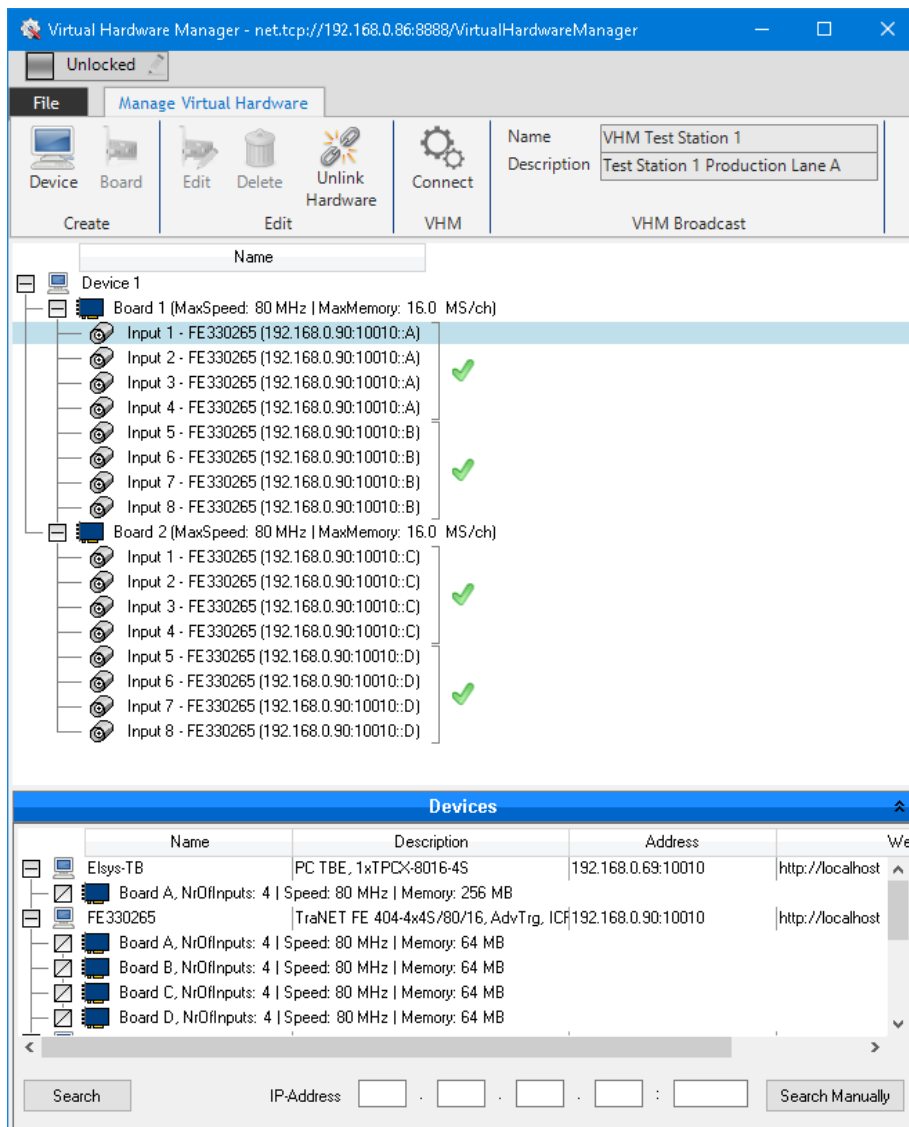 Virtual Hardware Manager - net.tcp://192.168.0.86:8888/VirtualHardwareManager
Unlocked
File Manage Virtual Hardware
Device Board Edit Delete Unlink Hardware Connect
Name VHM Test Station 1
Description Test Station 1 Production Lane A
Create Edit VHM VHM Broadcast
Name
Device 1
Board 1 (MaxSpeed: 80 MHz | MaxMemory: 16.0 MS/ch)
Input 1 - FE330265 (192.168.0.90:10010::A)
Input 2 - FE330265 (192.168.0.90:10010::A)
Input 3 - FE330265 (192.168.0.90:10010::A)
Input 4 - FE330265 (192.168.0.90:10010::A)
Input 5 - FE330265 (192.168.0.90:10010::B)
Input 6 - FE330265 (192.168.0.90:10010::B)
Input 7 - FE330265 (192.168.0.90:10010::B)
Input 8 - FE330265 (192.168.0.90:10010::B)
Board 2 (MaxSpeed: 80 MHz | MaxMemory: 16.0 MS/ch)
Input 1 - FE330265 (192.168.0.90:10010::C)
Input 2 - FE330265 (192.168.0.90:10010::C)
Input 3 - FE330265 (192.168.0.90:10010::C)
Input 4 - FE330265 (192.168.0.90:10010::C)
Input 5 - FE330265 (192.168.0.90:10010::D)
Input 6 - FE330265 (192.168.0.90:10010::D)
Input 7 - FE330265 (192.168.0.90:10010::D)
Input 8 - FE330265 (192.168.0.90:10010::D)
Devices
Name Description Address We
Elsys-TB PC TBE, 1xTPCX-8016-4S 192.168.0.69:10010 http://localhost
Board A, NrOfInputs: 4 | Speed: 80 MHz | Memory: 256 MB
FE330265 TraNET FE 404-4x4S/80/16, AdvTrg, ICP 192.168.0.90:10010 http://localhost
Board A, NrOfInputs: 4 | Speed: 80 MHz | Memory: 64 MB
Board B, NrOfInputs: 4 | Speed: 80 MHz | Memory: 64 MB
Board C, NrOfInputs: 4 | Speed: 80 MHz | Memory: 64 MB
Board D, NrOfInputs: 4 | Speed: 80 MHz | Memory: 64 MB
Search IP-Address . . . : Search Manually